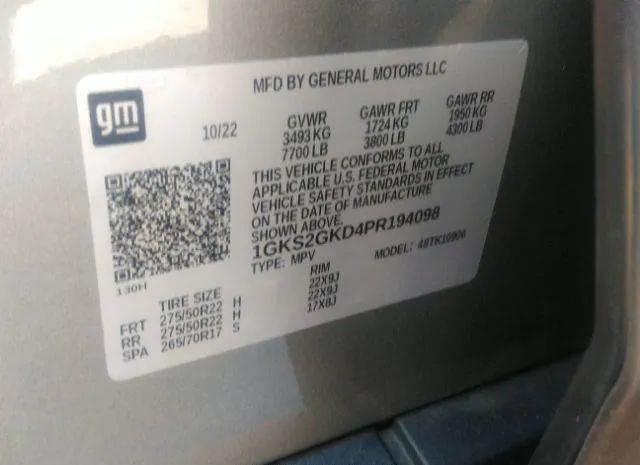 MFD BY GENERAL MOTORS LLC
gm
10/22
GVWR GAWR FRT GAWR RR
3493 KG 1724 KG 1950 KG
7700 LB 3800 LB 4300 LB
THIS VEHICLE CONFORMS TO ALL
APPLICABLE U.S. FEDERAL MOTOR
VEHICLE SAFETY STANDARDS IN EFFECT
ON THE DATE OF MANUFACTURE
SHOWN ABOVE.
1GKS2GKD4PR194098
TYPE: MPV MODEL: 48TK10906
130H
TIRE SIZE RIM
FRT 275/50R22 H 22X9J
RR 275/50R22 H 22X9J
SPA 265/70R17 S 17X8J